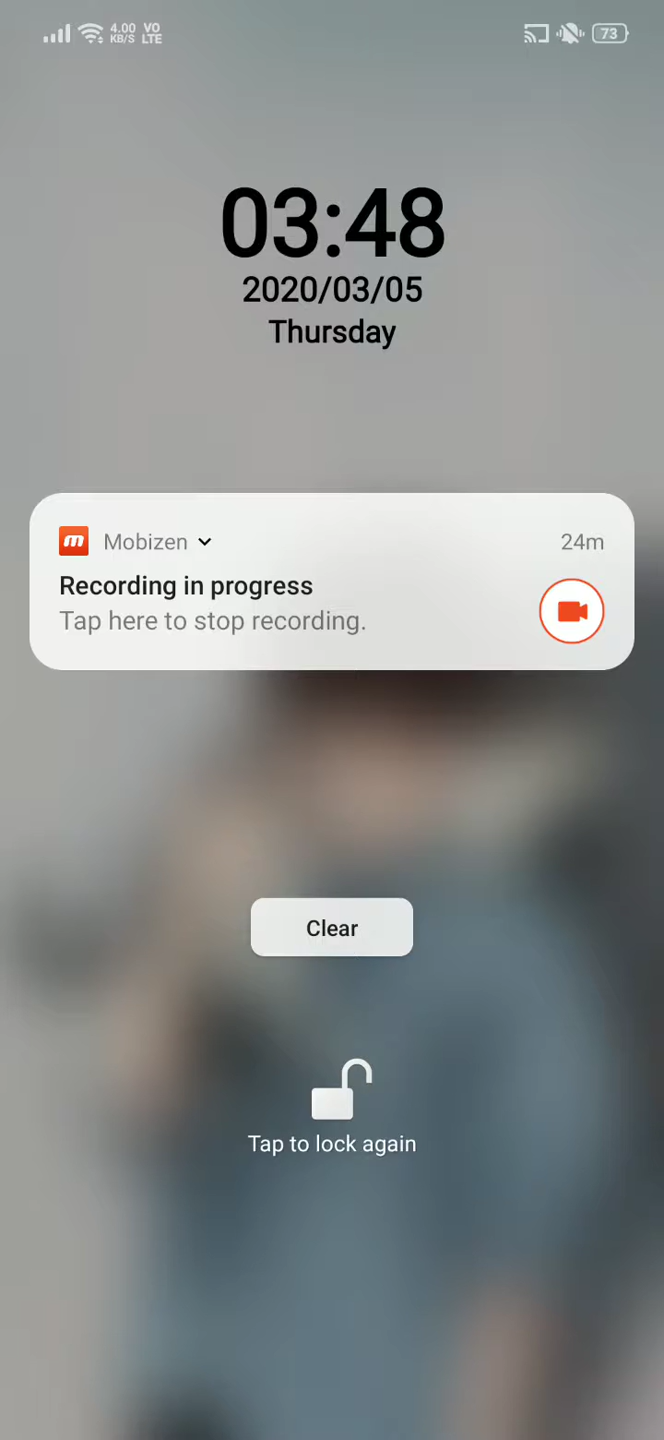 4.00 KB/S VO LTE 73
03:48
2020/03/05
Thursday
m Mobizen 24m
Recording in progress
Tap here to stop recording.
Clear
Tap to lock again